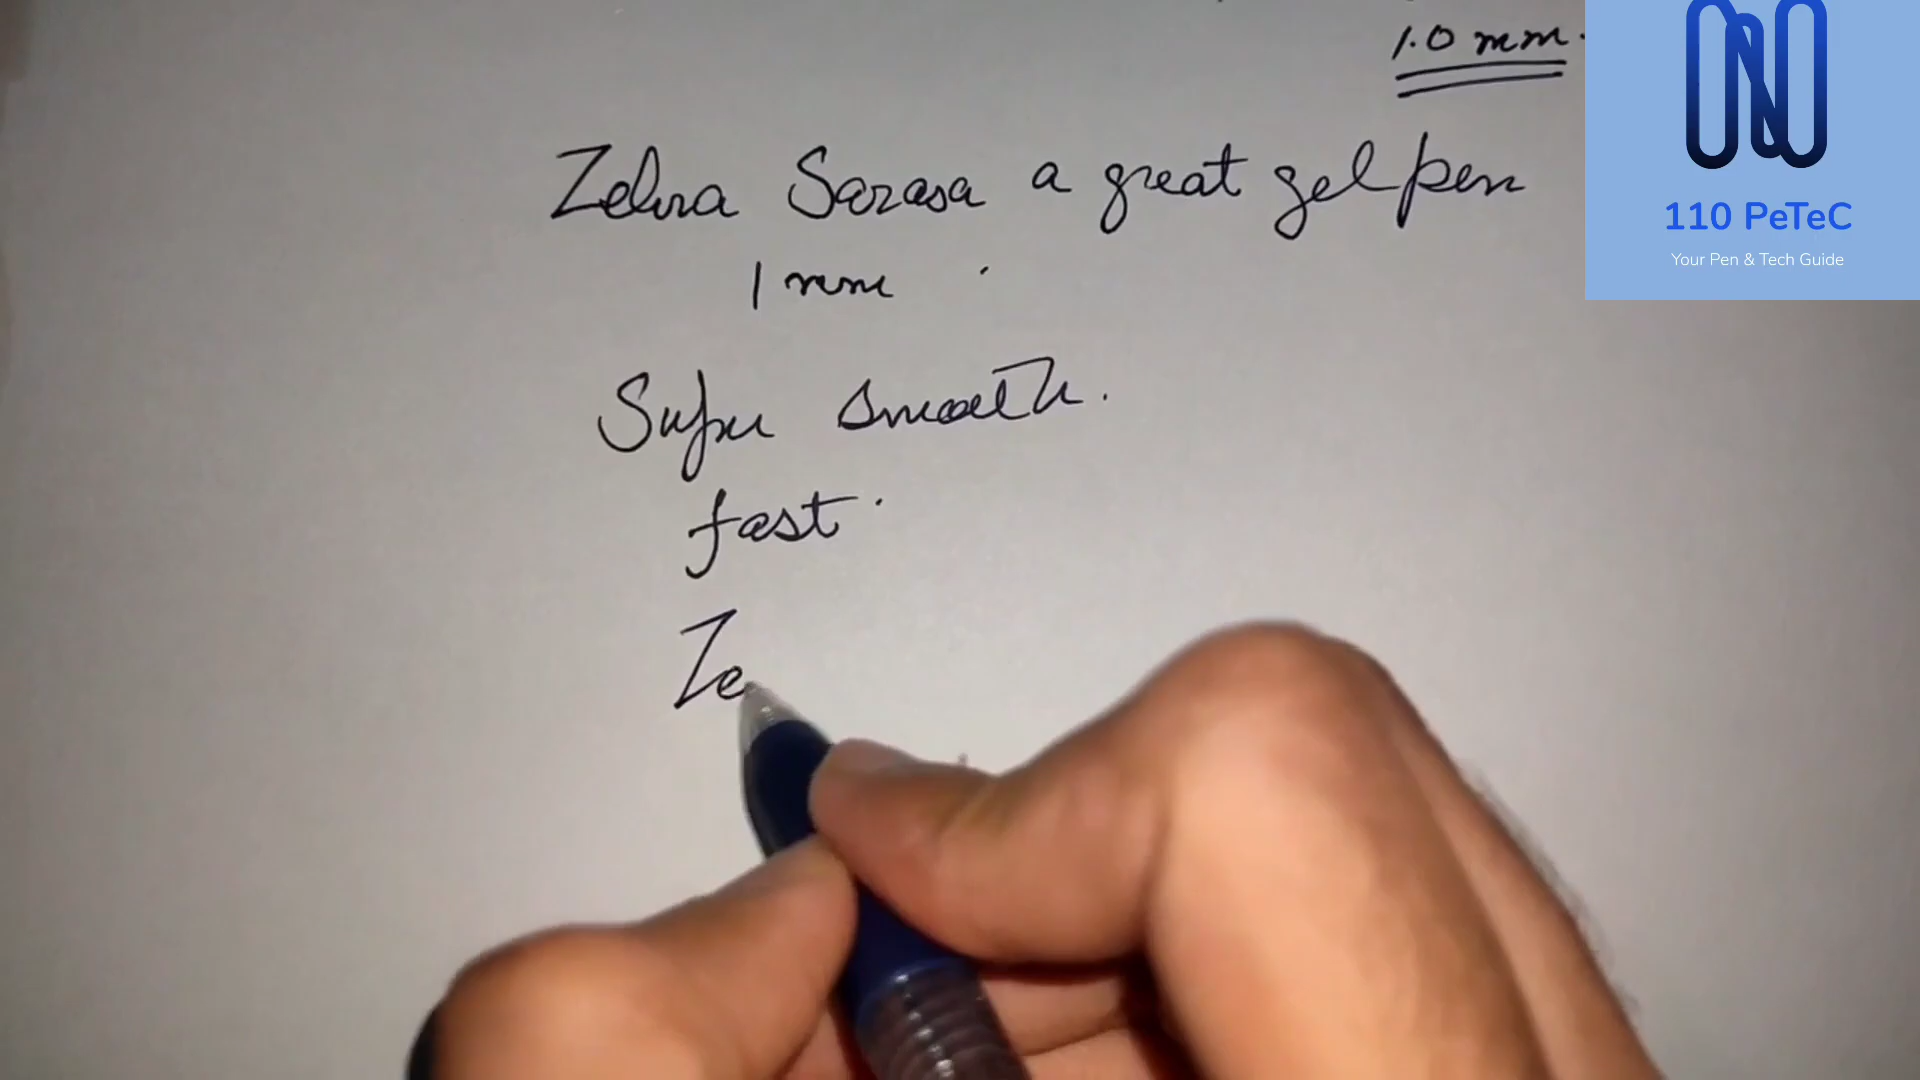 1.0 mm.
Zebra Sarasa a great gel pen
1 mm
Super smooth.
fast.
Ze
110 PeTeC
Your Pen & Tech Guide